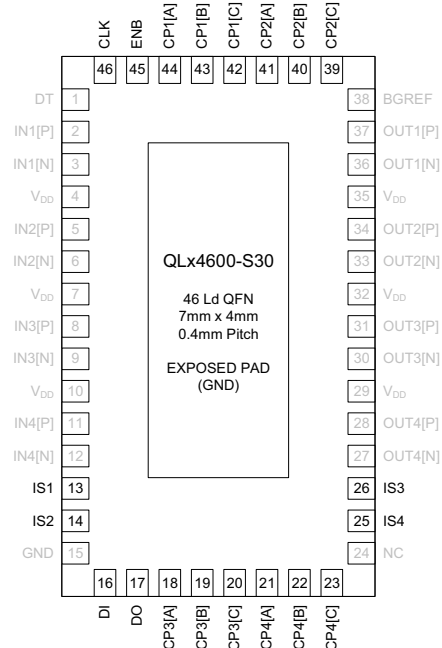 CLK
ENB
CP1[A]
CP1[B]
CP1[C]
CP2[A]
CP2[B]
CP2[C]
46 45 44 43 42 41 40 39
DT 1
IN1[P] 2
IN1[N] 3
VDD 4
IN2[P] 5
IN2[N] 6
VDD 7
IN3[P] 8
IN3[N] 9
VDD 10
IN4[P] 11
IN4[N] 12
IS1 13
IS2 14
GND 15
QLx4600-S30
46 Ld QFN
7mm x 4mm
0.4mm Pitch
EXPOSED PAD
(GND)
38 BGREF
37 OUT1[P]
36 OUT1[N]
35 VDD
34 OUT2[P]
33 OUT2[N]
32 VDD
31 OUT3[P]
30 OUT3[N]
29 VDD
28 OUT4[P]
27 OUT4[N]
26 IS3
25 IS4
24 NC
16 17 18 19 20 21 22 23
DI
DO
CP3[A]
CP3[B]
CP3[C]
CP4[A]
CP4[B]
CP4[C]